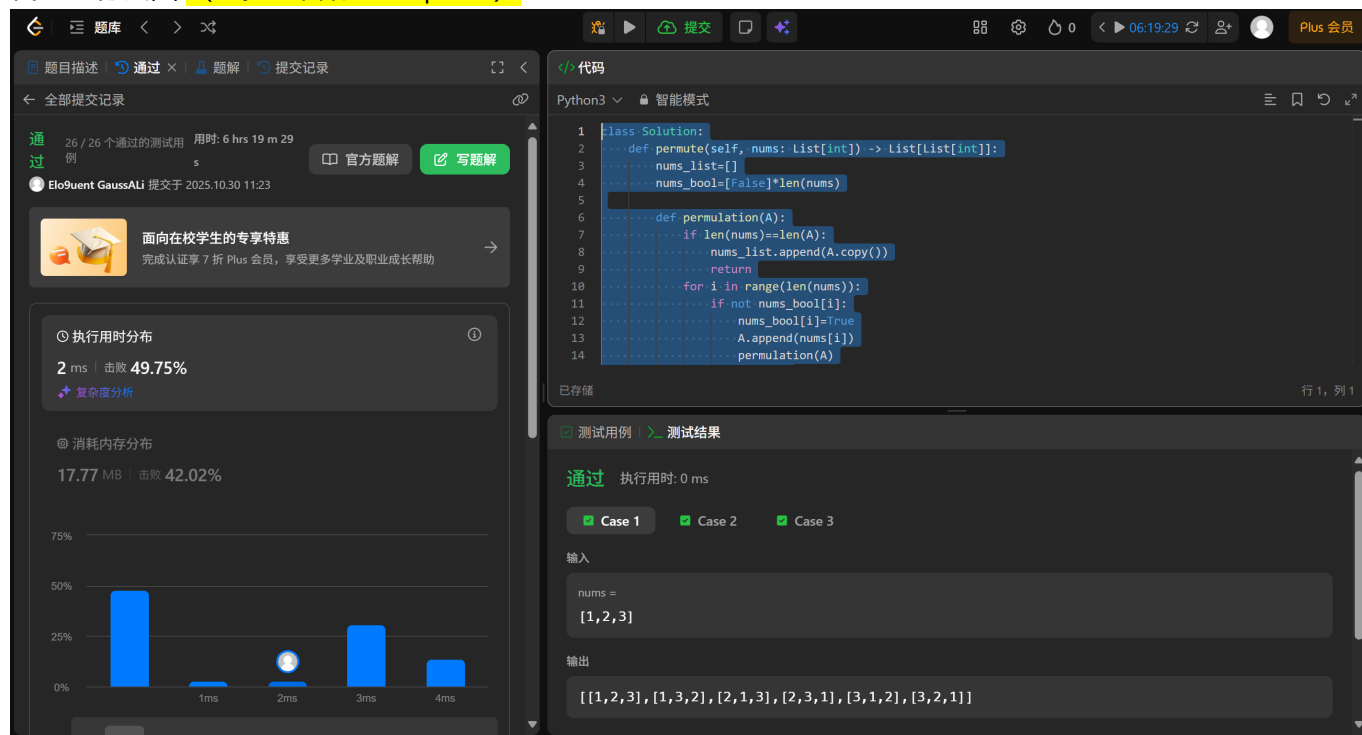 题库
提交
0
06:19:29
Plus 会员
题目描述
通过
题解
提交记录
全部提交记录
通过
26 / 26 个通过的测试用例
用时: 6 hrs 19 m 29 s
官方题解
写题解
Elo9uent GaussALi 提交于 2025.10.30 11:23
面向在校学生的专享特惠
完成认证享 7 折 Plus 会员，享受更多学业及职业成长帮助
执行用时分布
2 ms 击败 49.75%
复杂度分析
消耗内存分布
17.77 MB 击败 42.02%
75%
50%
25%
0%
1ms 2ms 3ms 4ms
</>代码
Python3 智能模式
1 class Solution:
2 def permute(self, nums: List[int]) -> List[List[int]]:
3 nums_list=[]
4 nums_bool=[False]*len(nums)
5
6 def permulation(A):
7 if len(nums)==len(A):
8 nums_list.append(A.copy())
9 return
10 for i in range(len(nums)):
11 if not nums_bool[i]:
12 nums_bool[i]=True
13 A.append(nums[i])
14 permulation(A)
已存储
行 1，列 1
测试用例
测试结果
通过 执行用时: 0 ms
Case 1 Case 2 Case 3
输入
nums =
[1,2,3]
输出
[[1,2,3],[1,3,2],[2,1,3],[2,3,1],[3,1,2],[3,2,1]]